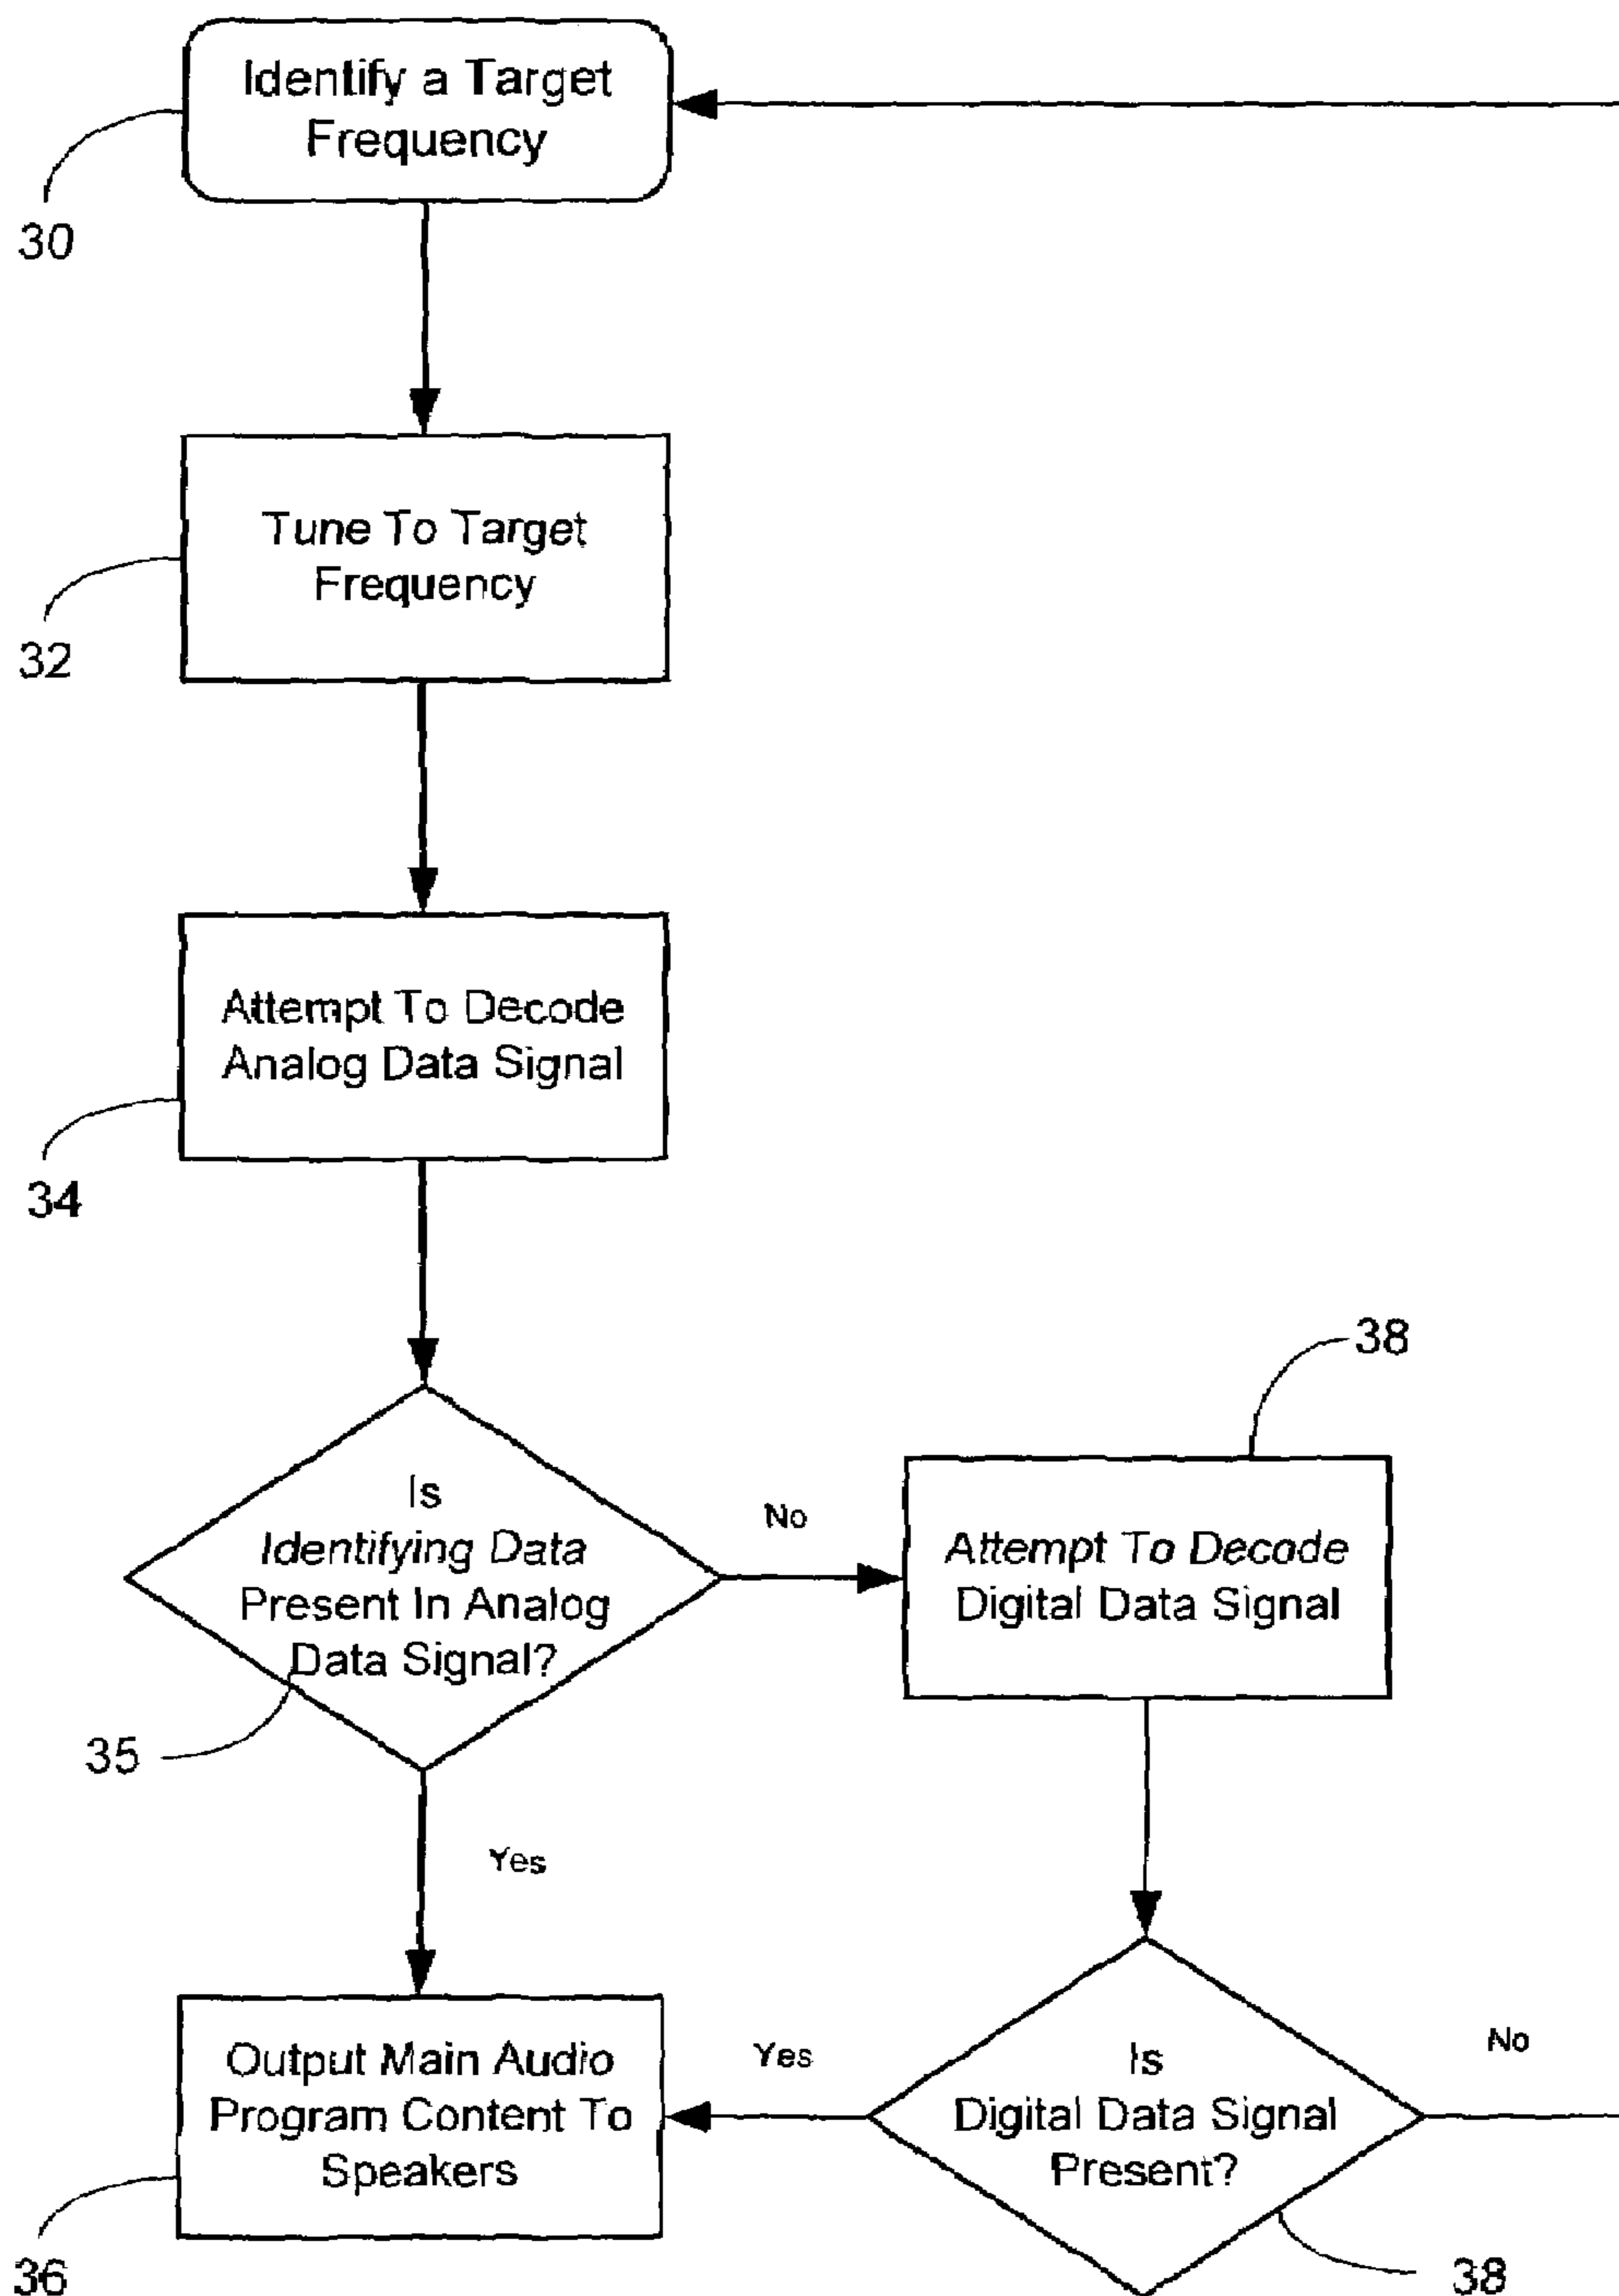 Identify a Target
Frequency
30
Tune To Target
Frequency
32
Attempt To Decode
Analog Data Signal
34
38
Is
Identifying Data
Present In Analog
Data Signal?
No
Attempt To Decode
Digital Data Signal
35
Yes
Output Main Audio
Program Content To
Speakers
Yes
Is
Digital Data Signal
Present?
No
36
38